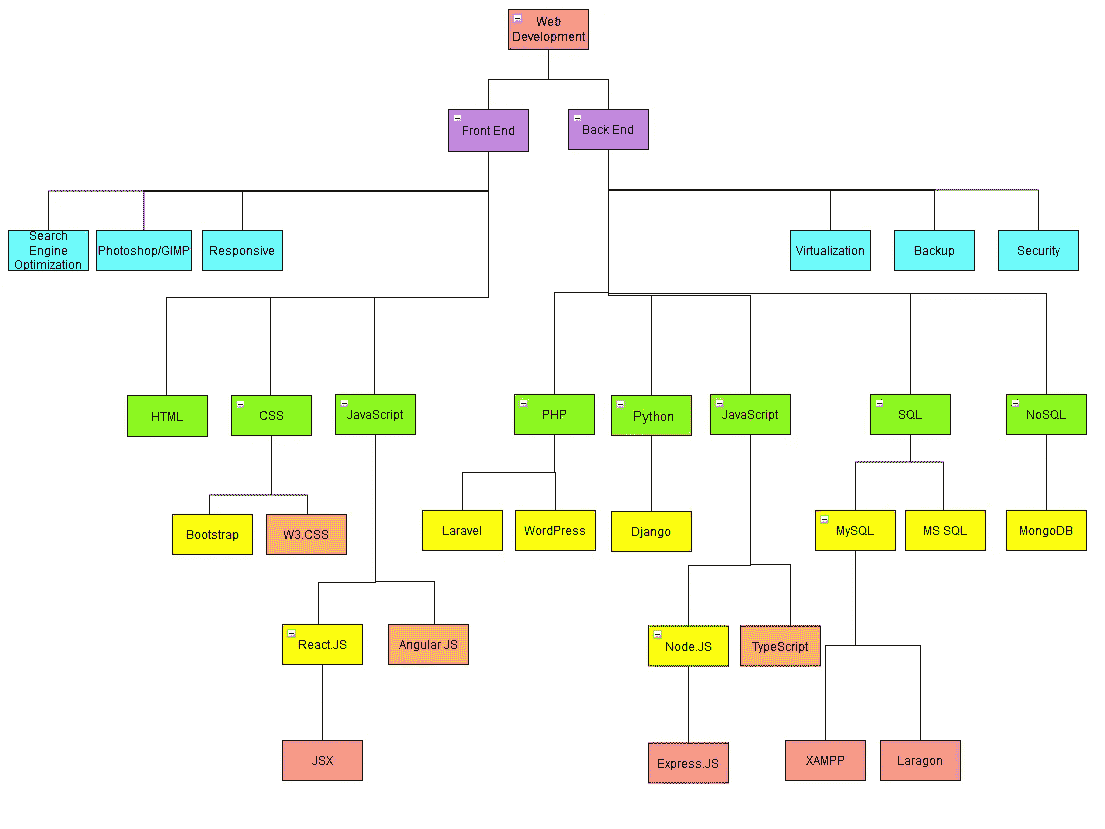 Web
Development
Front End
Back End
Search
Engine
Optimization
Photoshop/GIMP
Responsive
Virtualization
Backup
Security
HTML
CSS
JavaScript
PHP
Python
JavaScript
SQL
NoSQL
Bootstrap
W3.CSS
Laravel
WordPress
Django
MySQL
MS SQL
MongoDB
React.JS
Angular JS
Node.JS
TypeScript
JSX
Express.JS
XAMPP
Laragon